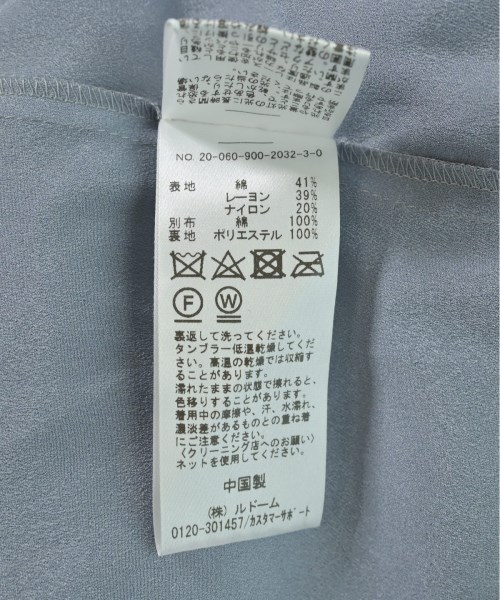 NO. 20-060-900-2032-3-0
表地 綿 41%
レーヨン 39%
ナイロン 20%
別布 綿 100%
裏地 ポリエステル 100%
F W
裏返して洗ってください。
タンブラー低温乾燥してくだ
さい。高温の乾燥では収縮す
ることがあります。
濡れたままの状態で擦れると、
色移りすることがあります。
着用中の摩擦や、汗、水濡れ、
濃淡差があるものとの重ね着
にご注意ください。
〈クリーニング店へのお願い〉
ネットを使用してください。
中国製
(株)ルドーム
0120-301457/カスタマーサポート